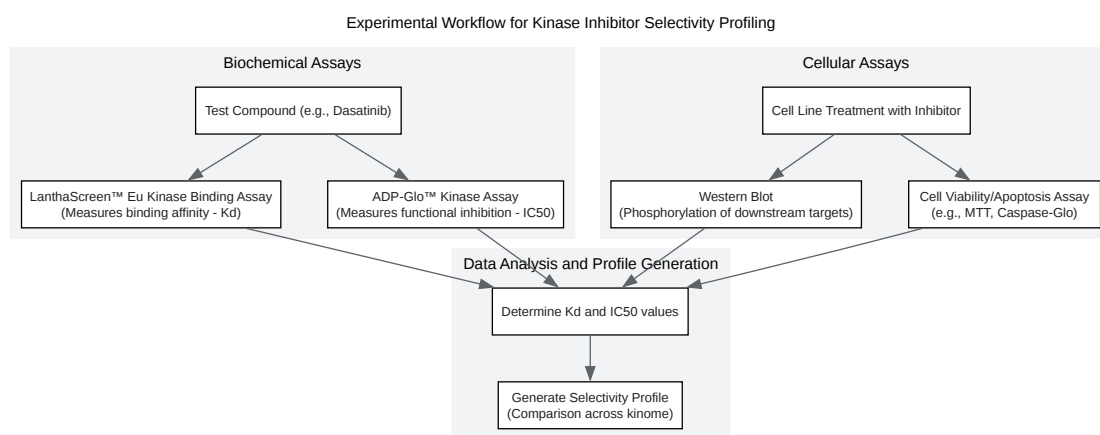 Experimental Workflow for Kinase Inhibitor Selectivity Profiling
Biochemical Assays
Test Compound (e.g., Dasatinib)
LanthaScreen™ Eu Kinase Binding Assay
(Measures binding affinity - Kd)
ADP-Glo™ Kinase Assay
(Measures functional inhibition - IC50)
Cellular Assays
Cell Line Treatment with Inhibitor
Western Blot
(Phosphorylation of downstream targets)
Cell Viability/Apoptosis Assay
(e.g., MTT, Caspase-Glo)
Data Analysis and Profile Generation
Determine Kd and IC50 values
Generate Selectivity Profile
(Comparison across kinome)